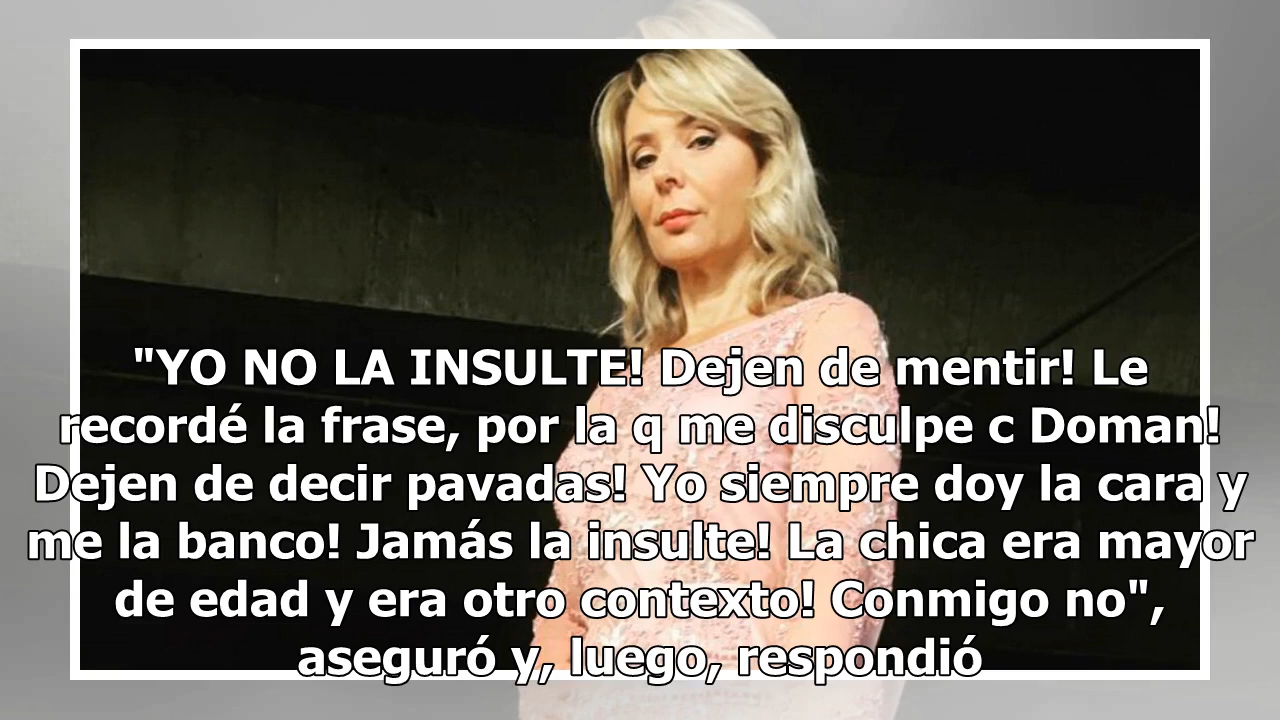 "YO NO LA INSULTE! Dejen de mentir! Le
recordé la frase, por la q me disculpe c Doman!
Dejen de decir pavadas! Yo siempre doy la cara y
me la banco! Jamás la insulte! La chica era mayor
de edad y era otro contexto! Conmigo no",
aseguró y, luego, respondió